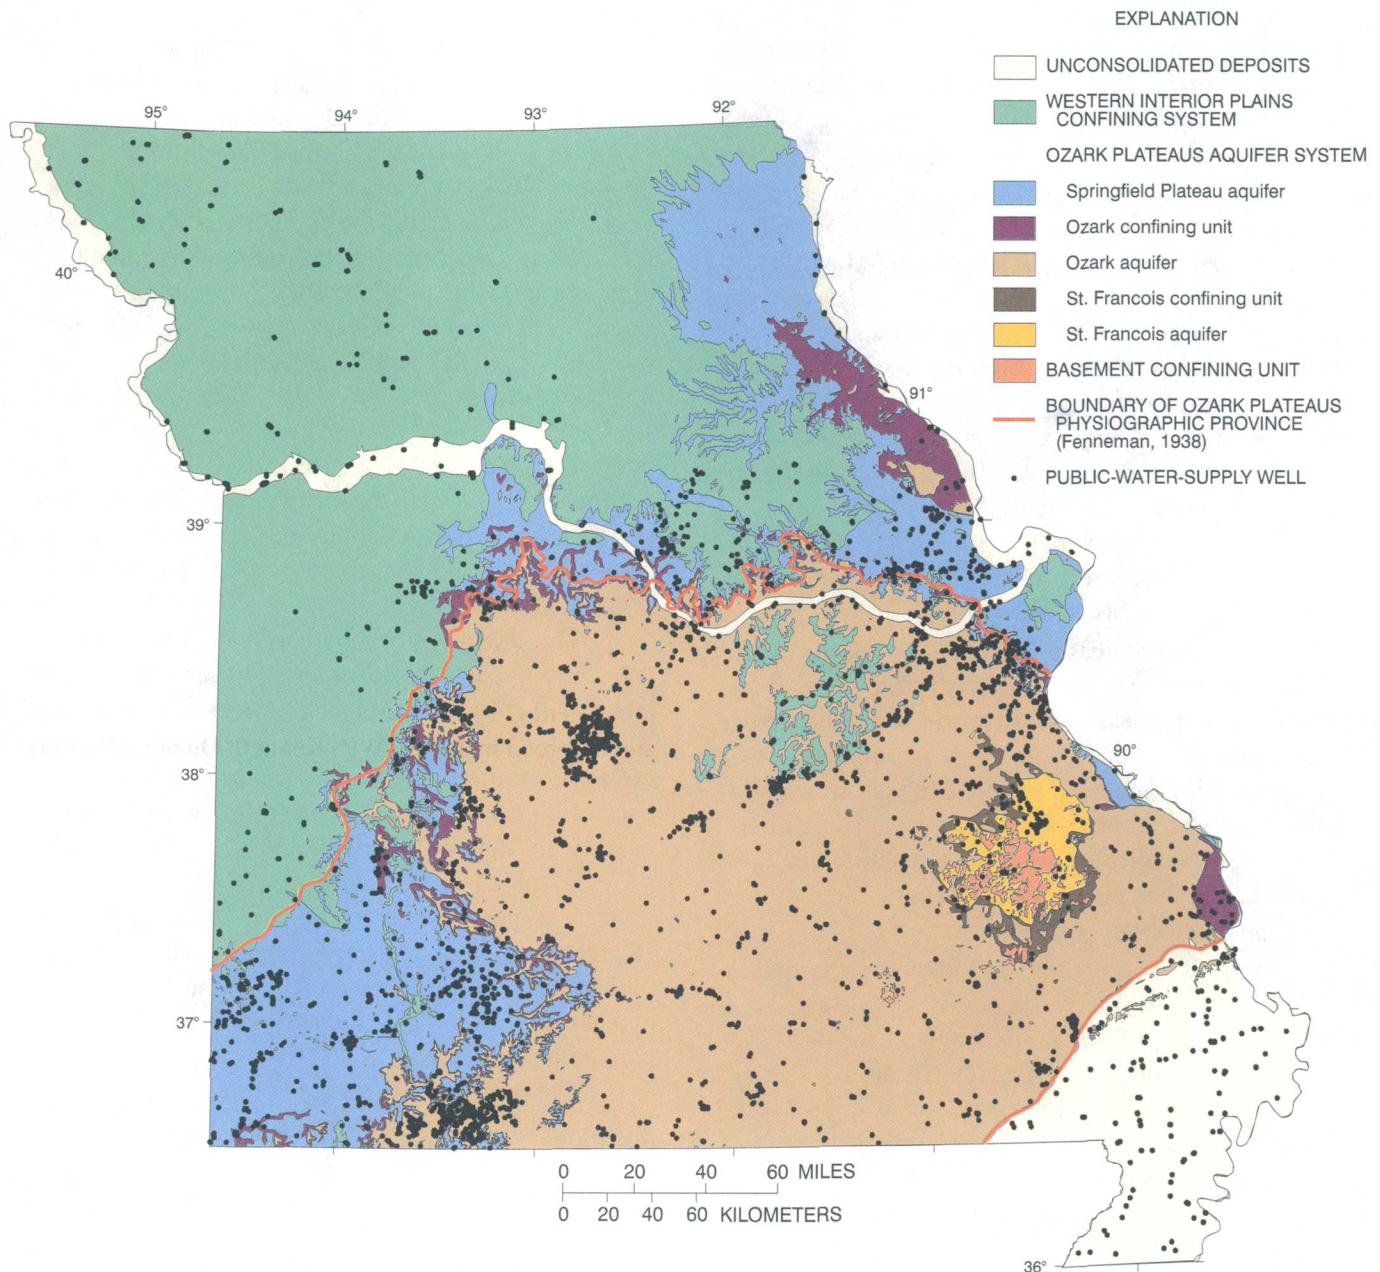 EXPLANATION
UNCONSOLIDATED DEPOSITS
WESTERN INTERIOR PLAINS
CONFINING SYSTEM
OZARK PLATEAUS AQUIFER SYSTEM
Springfield Plateau aquifer
Ozark confining unit
Ozark aquifer
St. Francois confining unit
St. Francois aquifer
BASEMENT CONFINING UNIT
BOUNDARY OF OZARK PLATEAUS
PHYSIOGRAPHIC PROVINCE
(Fenneman, 1938)
PUBLIC-WATER-SUPPLY WELL
95°
94°
93°
92°
40°
91°
39°
38°
90°
37°
0 20 40 60 MILES
0 20 40 60 KILOMETERS
36°